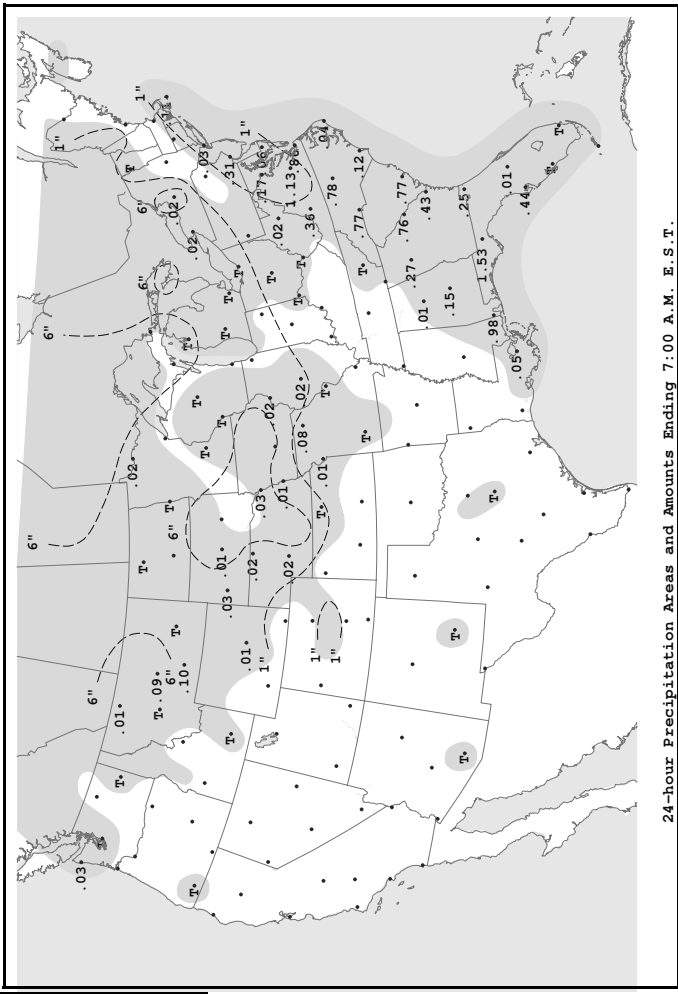 6"
6"
1"
.03
6"
.01
T
.02
T
1"
6"
6"
T
.09
T
.11
6"
T
6"
.02
T
.10
T
.02
T
T
.03
T
.01
T
T
T
.03
.31
T
T
1"
.01
.02
.06
.17
.03
1"
.02
T
.02
.01
.02
1.13
.86
T
.02
T
.08
.36
1"
T
.01
.04
T
.78
1"
.12
.77
T
T
.77
.76
.27
.01
.43
.15
T
.25
T
1.53
.98
T
.01
.05
.44
T
T
24-hour Precipitation Areas and Amounts Ending 7:00 A.M. E.S.T.